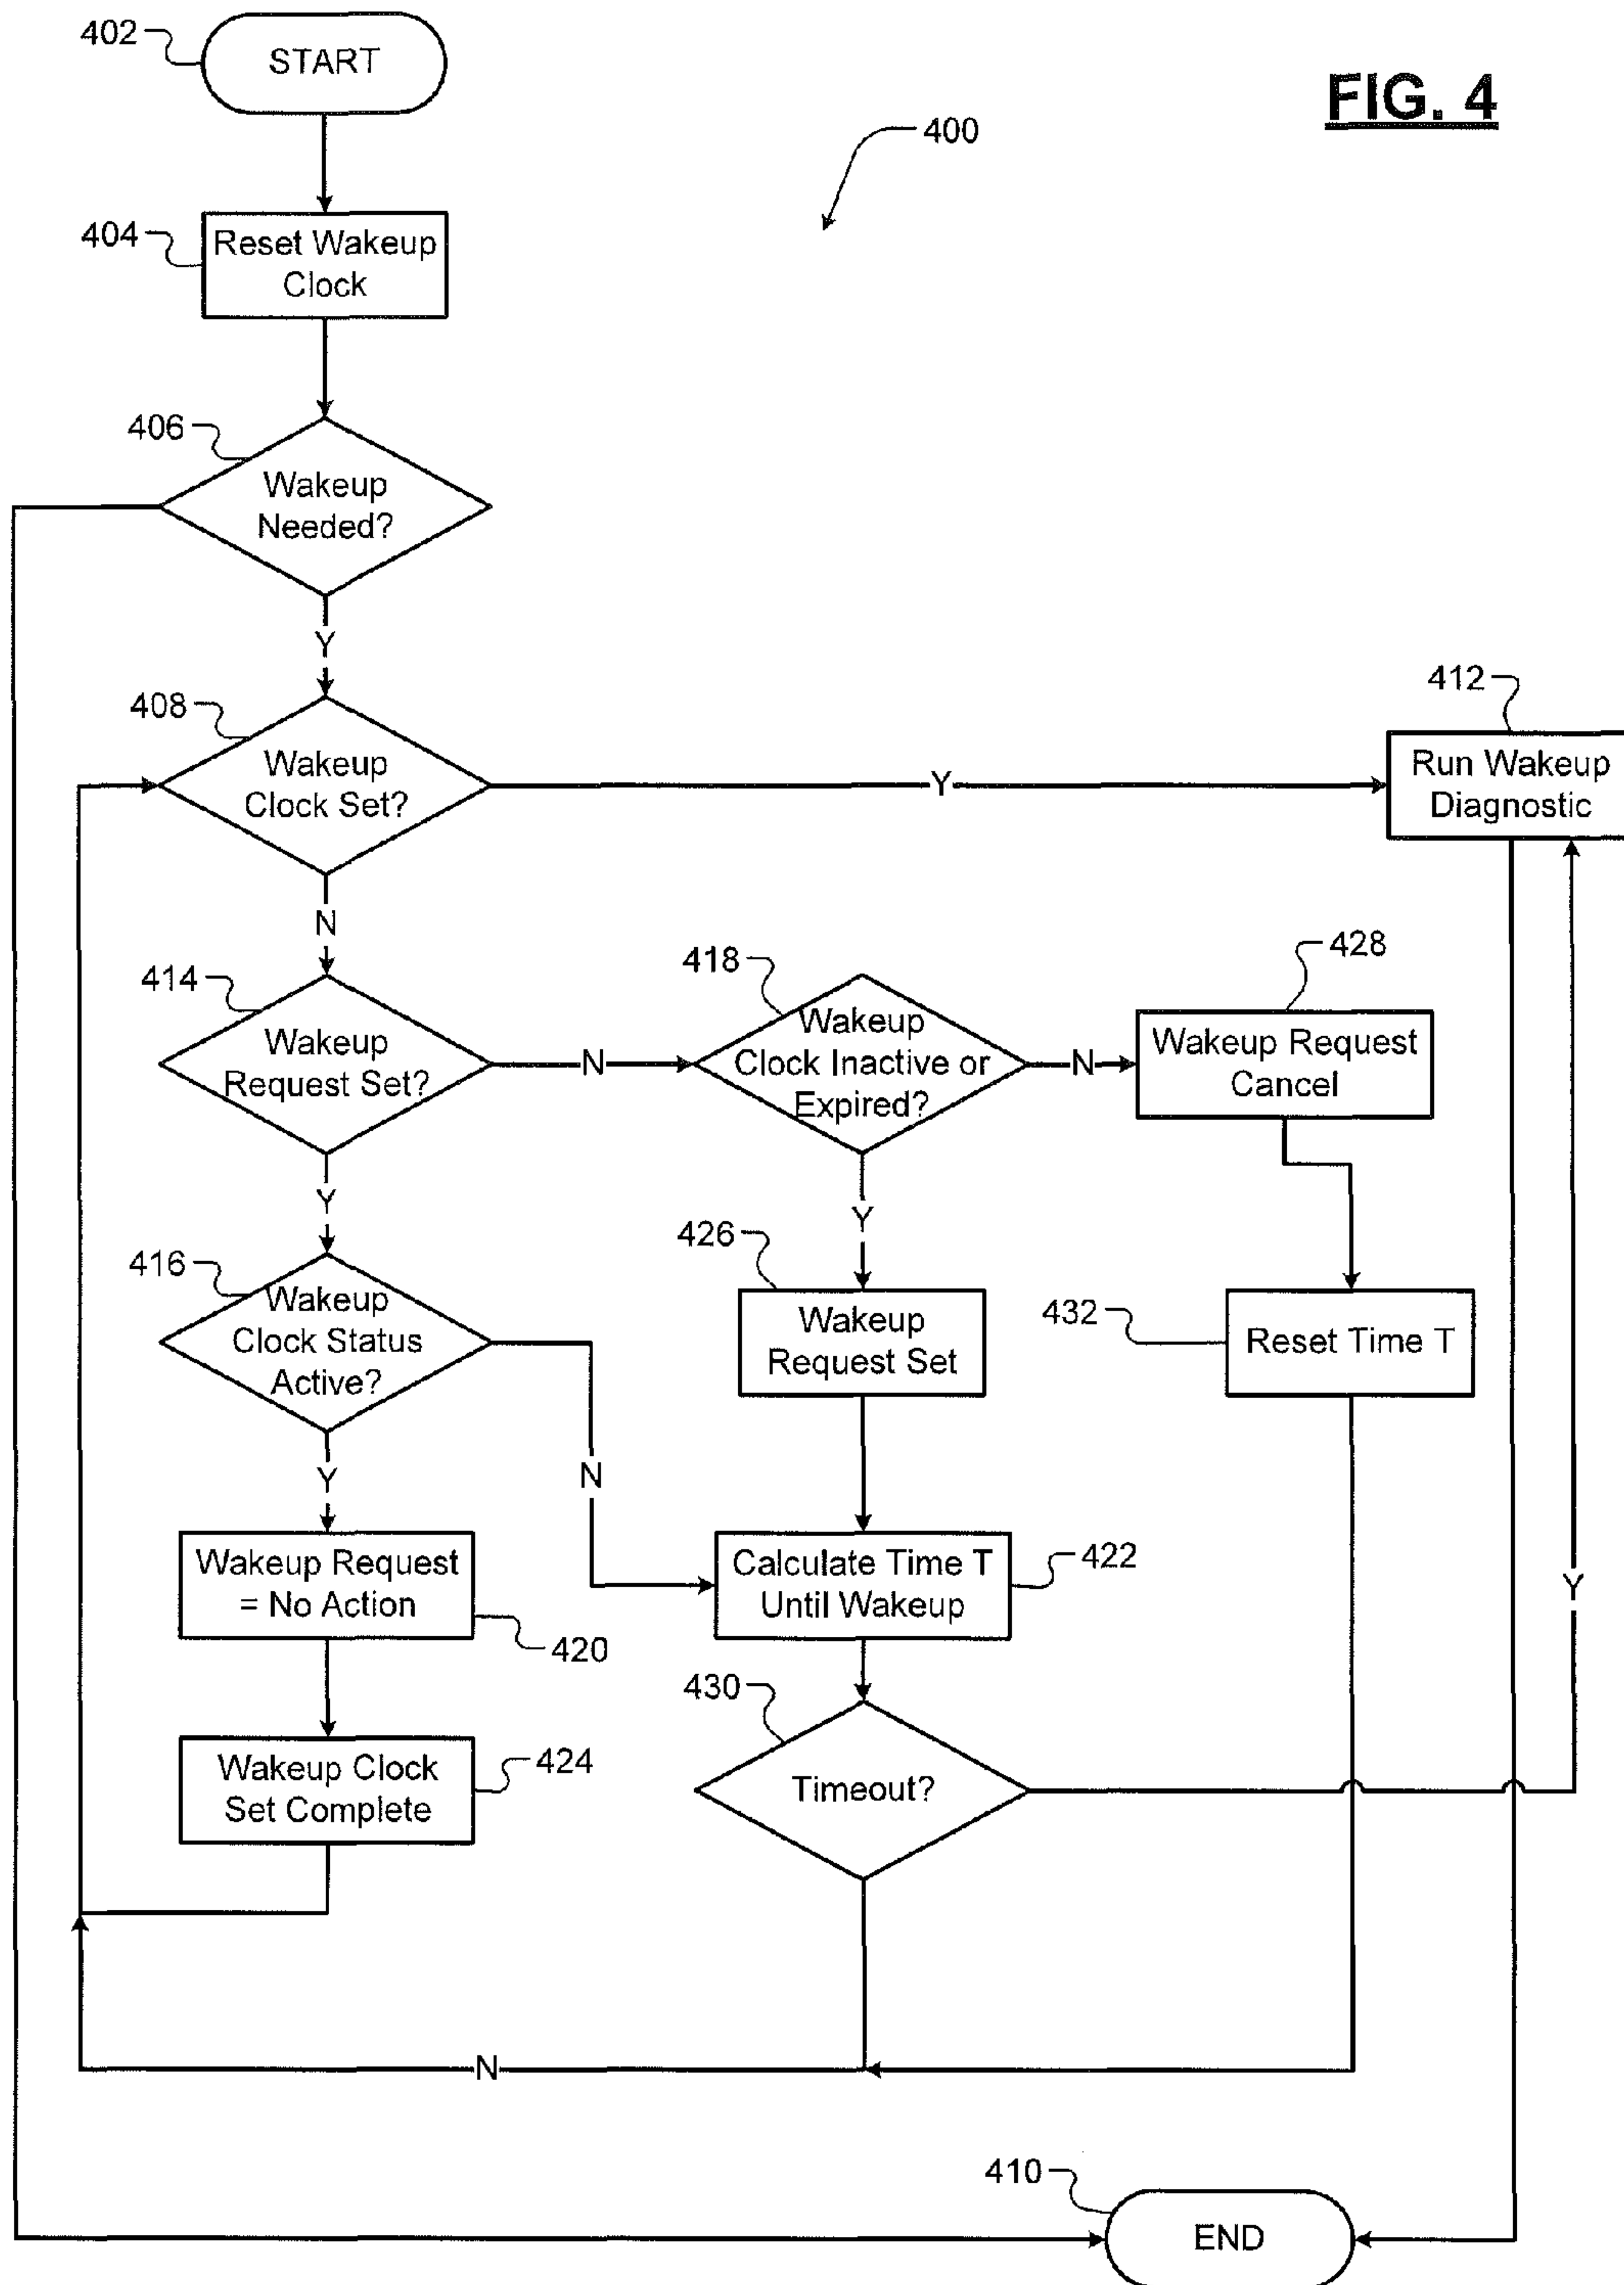 402
START
FIG. 4
400
404
Reset Wakeup
Clock
406
Wakeup
Needed?
Y
408
Wakeup
Clock Set?
Y
412
Run Wakeup
Diagnostic
N
414
Wakeup
Request Set?
N
418
Wakeup
Clock Inactive or
Expired?
N
428
Wakeup Request
Cancel
Y
Y
416
Wakeup
Clock Status
Active?
426
Wakeup
Request Set
432
Reset Time T
Y
N
Wakeup Request
= No Action
420
Calculate Time T
Until Wakeup
422
Y
430
Timeout?
Wakeup Clock
Set Complete
424
N
410
END